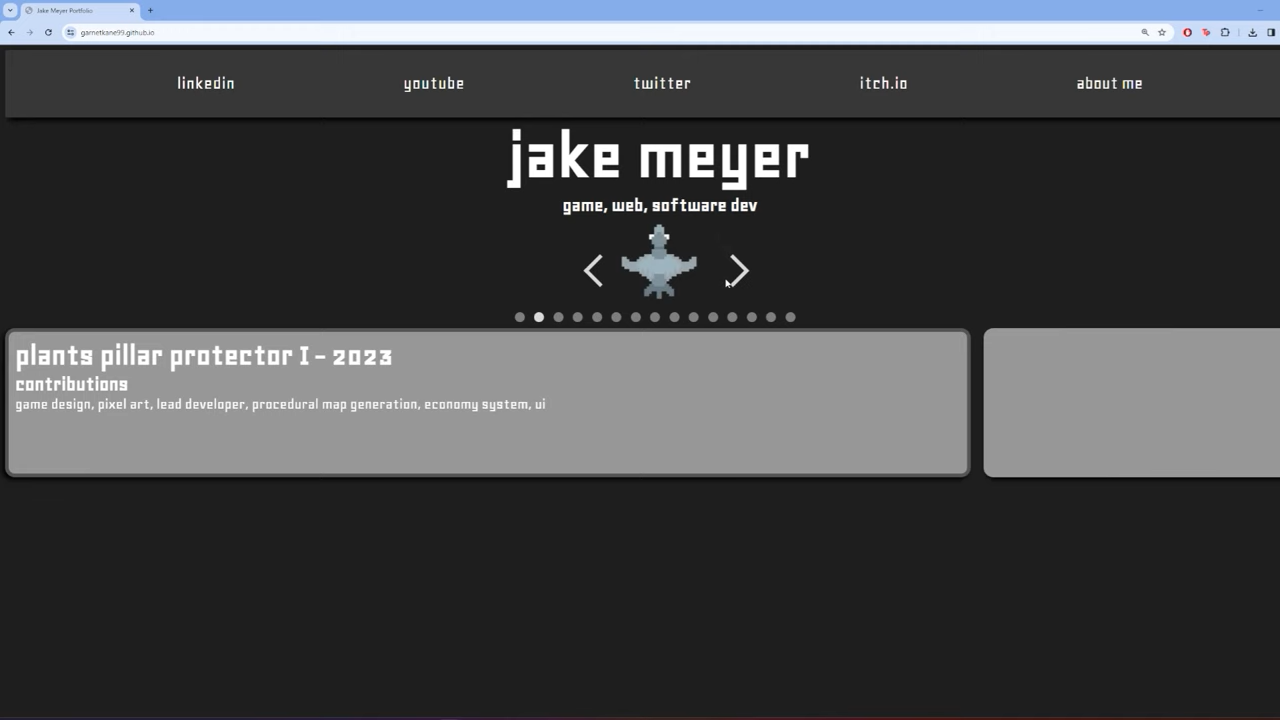 Jake Meyer Portfolio
garnetkane99.github.io
linkedin
youtube
twitter
itch.io
about me
jake meyer
game, web, software dev
plants pillar protector I - 2023
contributions
game design, pixel art, lead developer, procedural map generation, economy system, ui